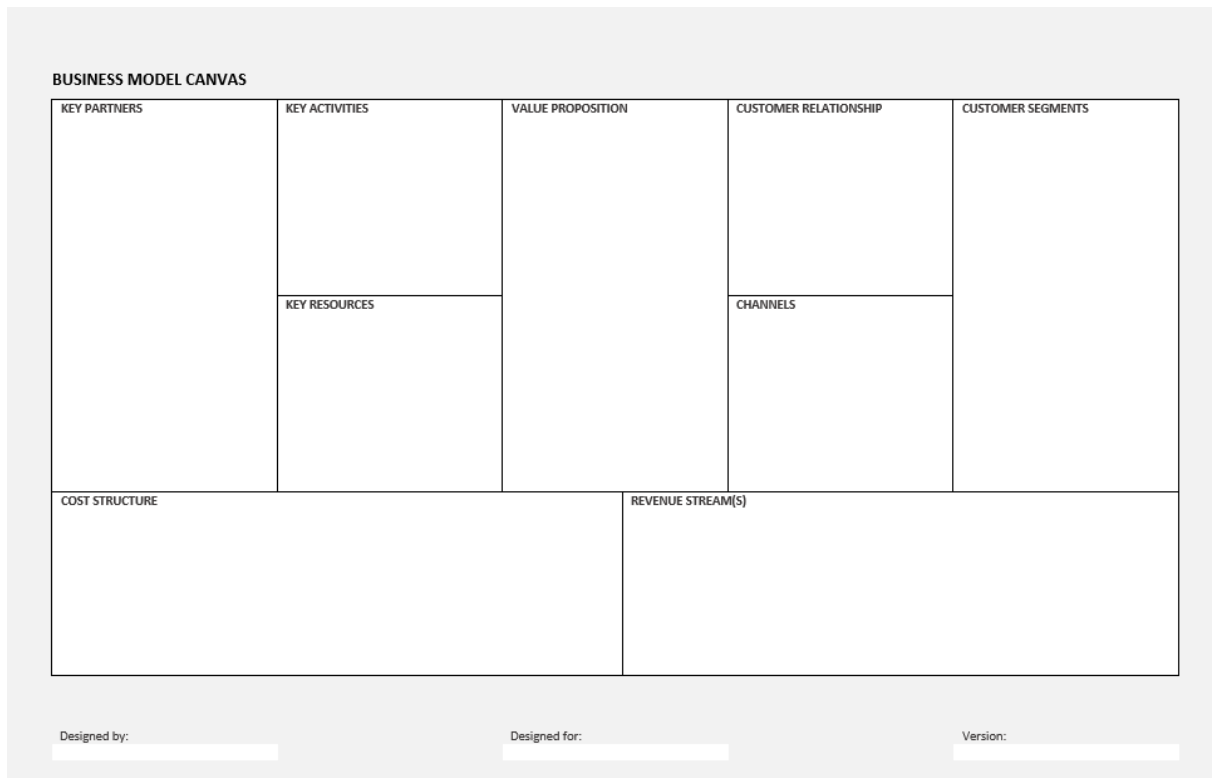 BUSINESS MODEL CANVAS
KEY PARTNERS
KEY ACTIVITIES
VALUE PROPOSITION
CUSTOMER RELATIONSHIP
CUSTOMER SEGMENTS
KEY RESOURCES
CHANNELS
COST STRUCTURE
REVENUE STREAM(S)
Designed by:
Designed for:
Version: